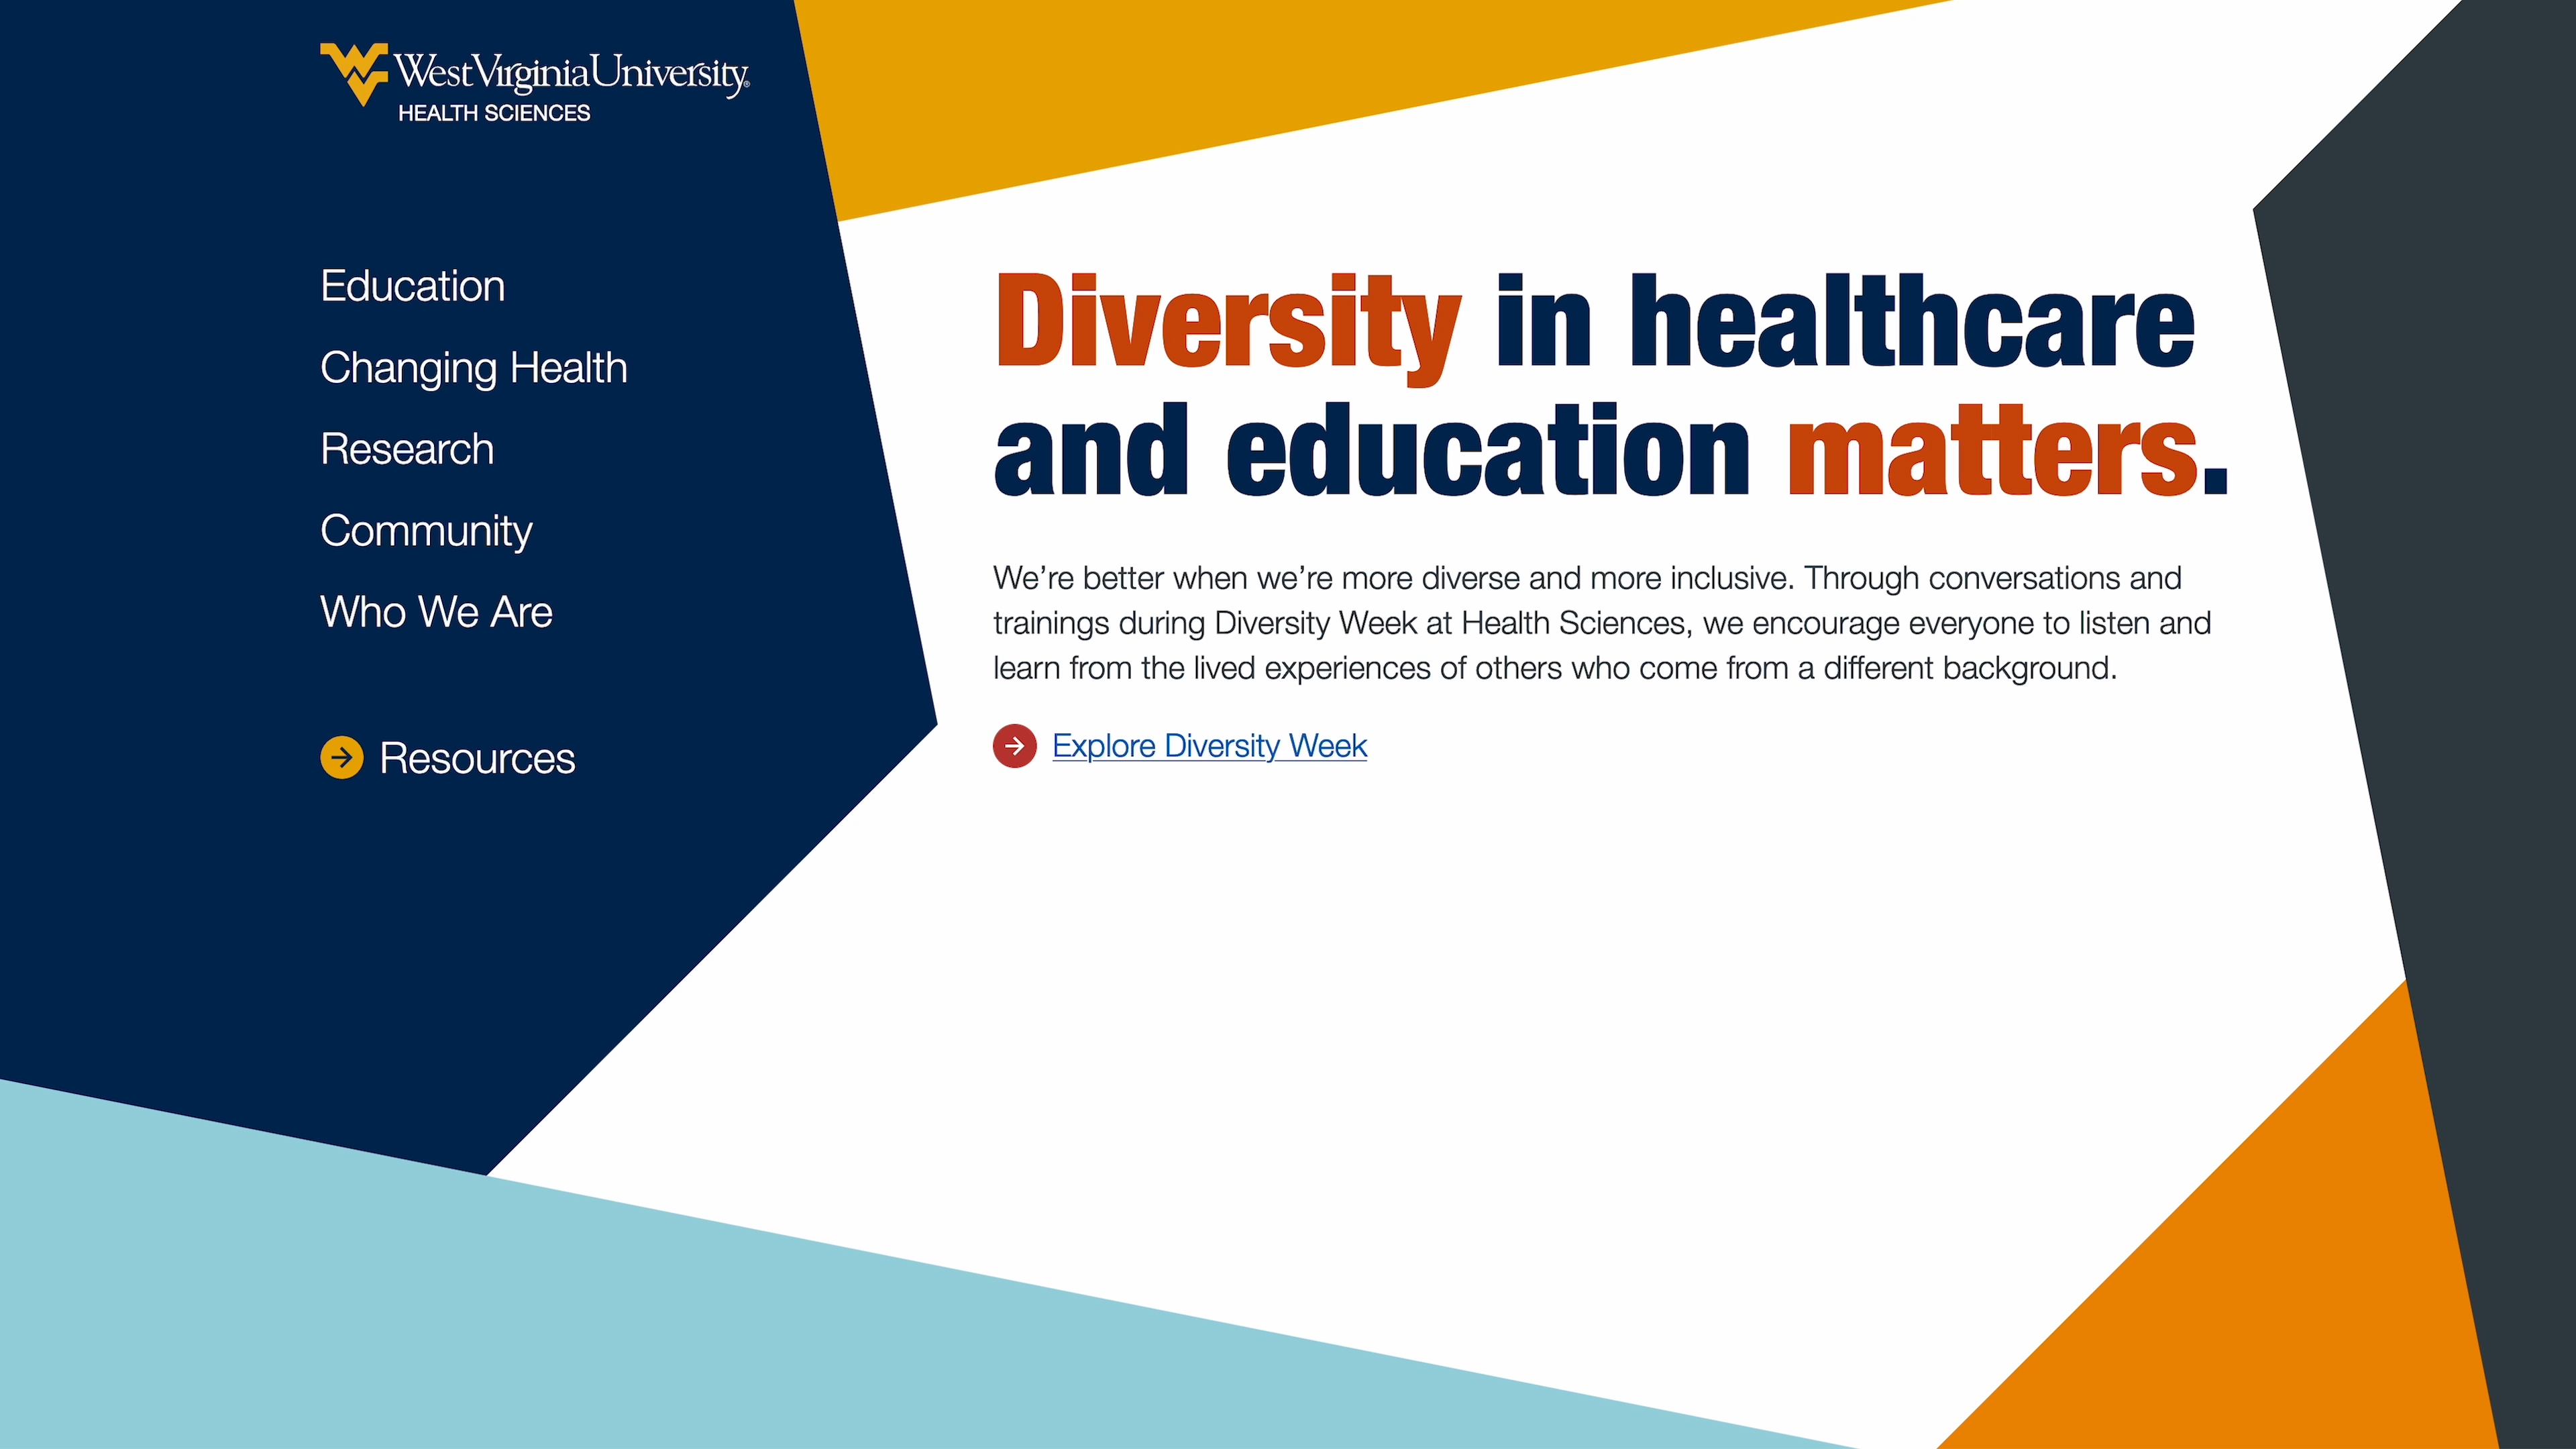 WestVirginiaUniversity®
HEALTH SCIENCES
Education
Changing Health
Research
Community
Who We Are
Resources
Diversity in healthcare
and education matters.
We’re better when we’re more diverse and more inclusive. Through conversations and
trainings during Diversity Week at Health Sciences, we encourage everyone to listen and
learn from the lived experiences of others who come from a different background.
Explore Diversity Week